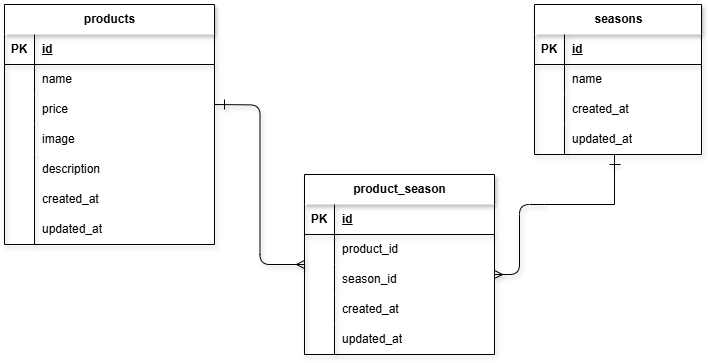 products
PK id
name
price
image
description
created_at
updated_at
seasons
PK id
name
created_at
updated_at
product_season
PK id
product_id
season_id
created_at
updated_at